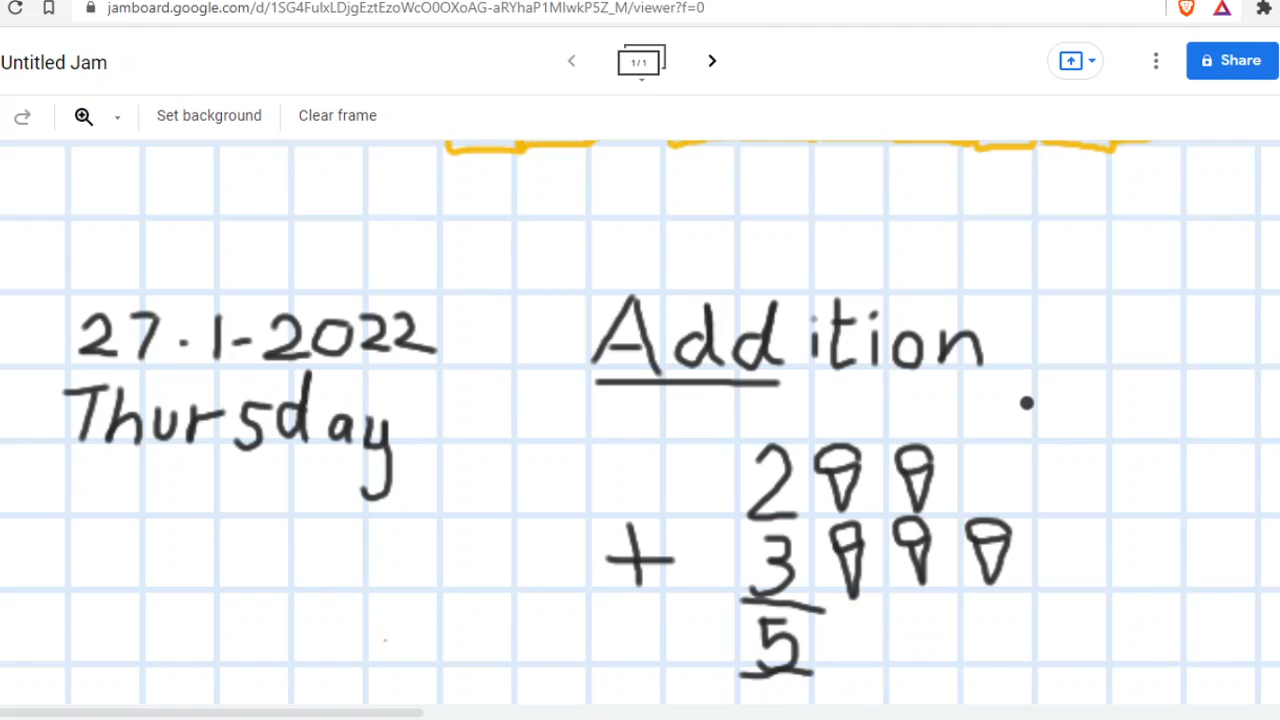 jamboard.google.com/d/1SG4FulxLDjgEztEzoWcO0OXoAG-aRYhaP1MIwkP5Z_M/viewer?f=0
Untitled Jam
1/1
Share
Set background
Clear frame
27.1-2022
Thursday
Addition
2
+ 3
5